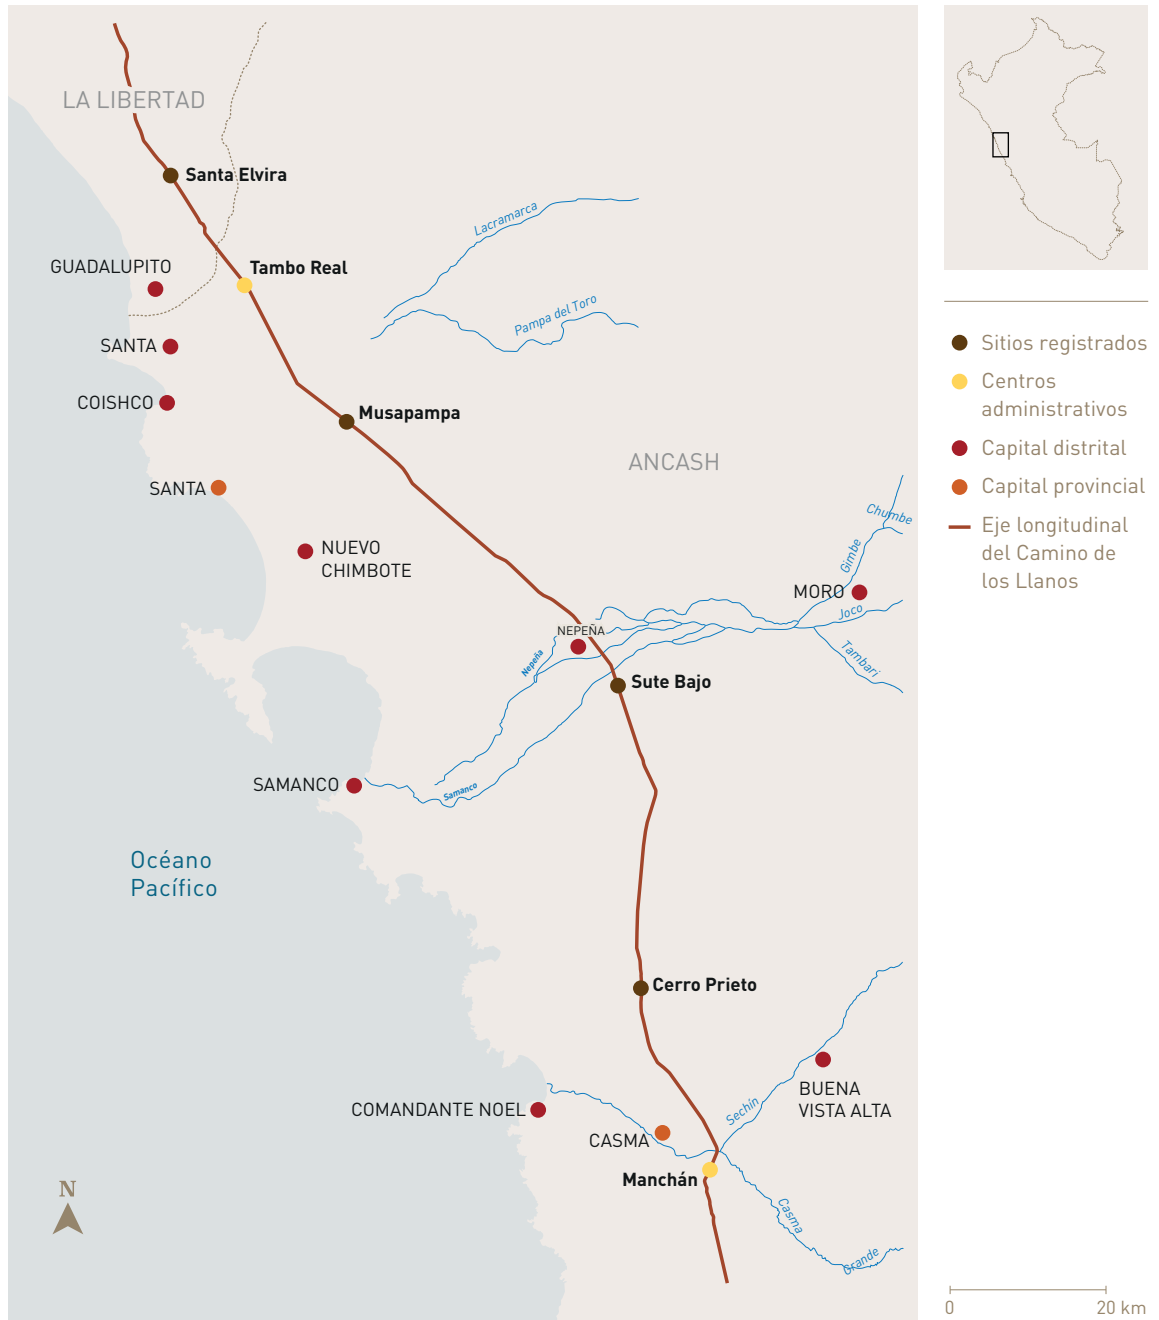 LA LIBERTAD
Santa Elvira
Lacramarca
GUADALUPITO
Tambo Real
Pampa del Toro
SANTA
COISHCO
Musapampa
ANCASH
SANTA
Chumbe
NUEVO
CHIMBOTE
Gimbe
MORO
Joco
NEPEÑA
Nepeña
Tambari
Sute Bajo
SAMANCO
Samanco
Océano
Pacífico
Cerro Prieto
BUENA
VISTA ALTA
COMANDANTE NOEL
Sechín
CASMA
Manchán
Casma
Grande
N
Sitios registrados
Centros
administrativos
Capital distrital
Capital provincial
Eje longitudinal
del Camino de
los Llanos
0 20 km